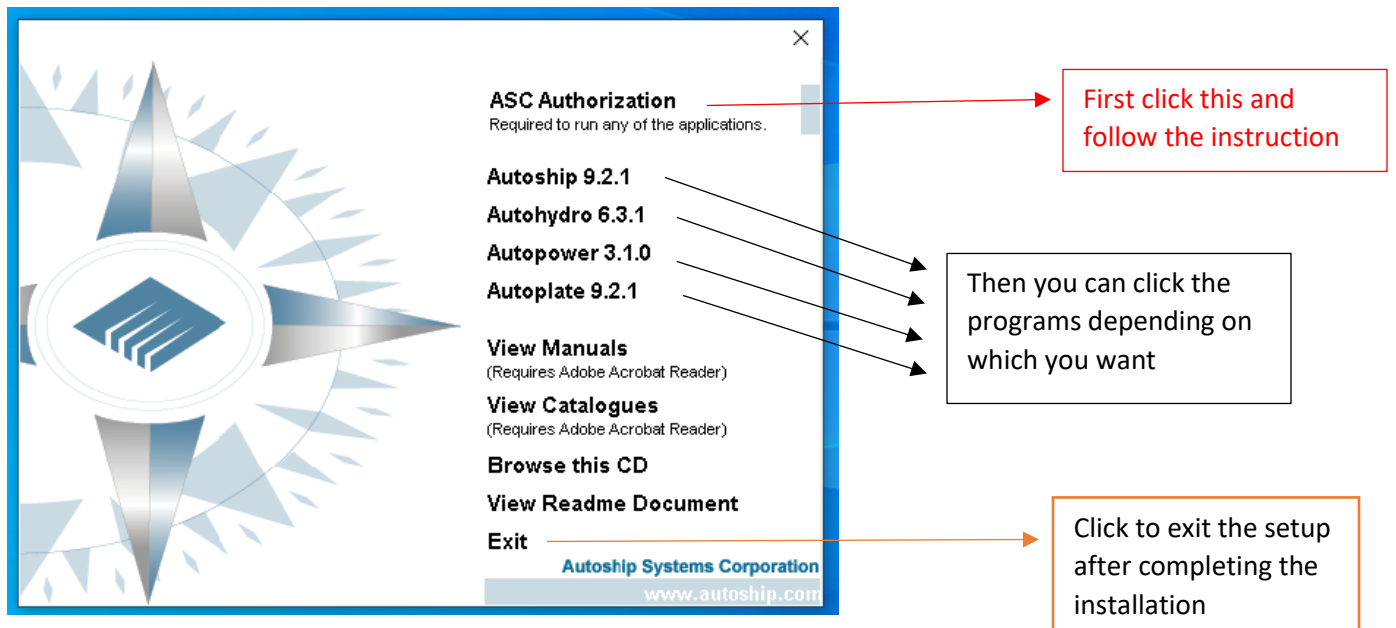 ASC Authorization
Required to run any of the applications.
First click this and
follow the instruction
Autoship 9.2.1
Autohydro 6.3.1
Autopower 3.1.0
Autoplate 9.2.1
Then you can click the
programs depending on
which you want
View Manuals
(Requires Adobe Acrobat Reader)
View Catalogues
(Requires Adobe Acrobat Reader)
Browse this CD
View Readme Document
Exit
Click to exit the setup
after completing the
installation
Autoship Systems Corporation
www.autoship.com